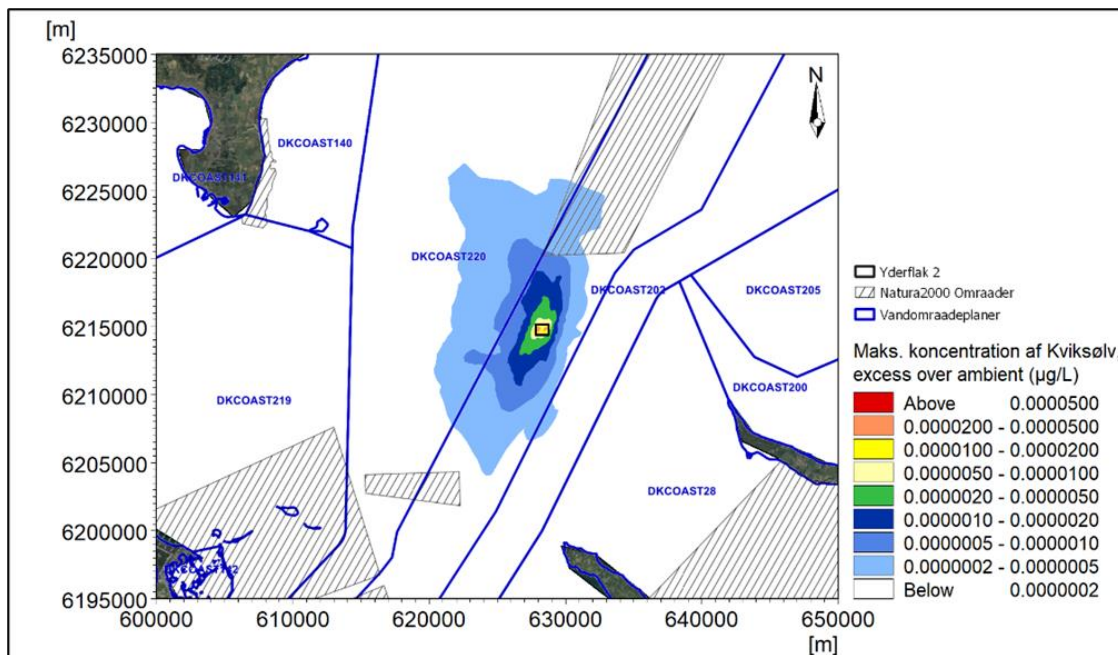 [m]
6235000
6230000
6225000
6220000
6215000
6210000
6205000
6200000
6195000
600000 610000 620000 630000 640000 650000
[m]
N
DKCOAST140
DKCOAST141
DKCOAST220
DKCOAST202
DKCOAST205
DKCOAST200
DKCOAST219
DKCOAST28
Yderflak 2
Natura2000 Omraader
Vandomraadeplaner
Maks. koncentration af Kviksølv,
excess over ambient (µg/L)
Above 0.0000500
0.0000200 - 0.0000500
0.0000100 - 0.0000200
0.0000050 - 0.0000100
0.0000020 - 0.0000050
0.0000010 - 0.0000020
0.0000005 - 0.0000010
0.0000002 - 0.0000005
Below 0.0000002